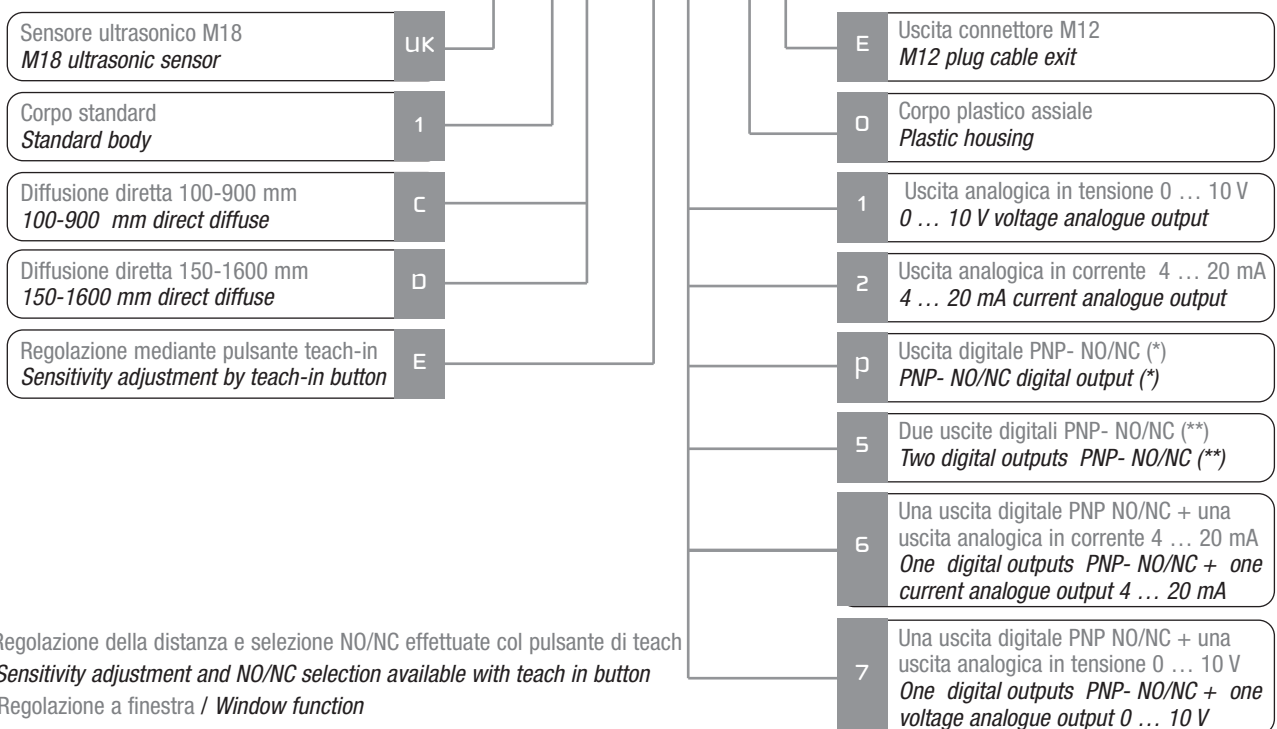 Sensore ultrasonico M18
M18 ultrasonic sensor
UK
Corpo standard
Standard body
1
Diffusione diretta 100-900 mm
100-900 mm direct diffuse
C
Diffusione diretta 150-1600 mm
150-1600 mm direct diffuse
D
Regolazione mediante pulsante teach-in
Sensitivity adjustment by teach-in button
E
E
Uscita connettore M12
M12 plug cable exit
0
Corpo plastico assiale
Plastic housing
1
Uscita analogica in tensione 0 … 10 V
0 … 10 V voltage analogue output
2
Uscita analogica in corrente 4 … 20 mA
4 … 20 mA current analogue output
p
Uscita digitale PNP- NO/NC (*)
PNP- NO/NC digital output (*)
5
Due uscite digitali PNP- NO/NC (**)
Two digital outputs PNP- NO/NC (**)
6
Una uscita digitale PNP NO/NC + una
uscita analogica in corrente 4 … 20 mA
One digital outputs PNP- NO/NC + one
current analogue output 4 … 20 mA
7
Una uscita digitale PNP NO/NC + una
uscita analogica in tensione 0 … 10 V
One digital outputs PNP- NO/NC + one
voltage analogue output 0 … 10 V
Regolazione della distanza e selezione NO/NC effettuate col pulsante di teach
Sensitivity adjustment and NO/NC selection available with teach in button
Regolazione a finestra / Window function